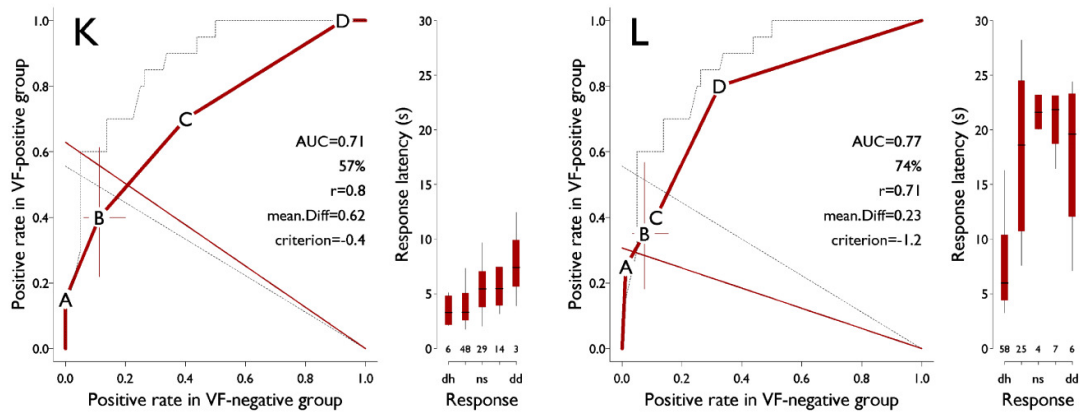 K
1.0
0.8
0.6
0.4
0.2
0.0
Positive rate in VF-positive group
A
B
C
D
AUC=0.71
57%
r=0.8
mean.Diff=0.62
criterion=-0.4
0.0 0.2 0.4 0.6 0.8 1.0
Positive rate in VF-negative group
30
25
20
15
10
5
0
Response latency (s)
6 48 29 14 3
dh ns dd
Response
L
1.0
0.8
0.6
0.4
0.2
0.0
Positive rate in VF-positive group
A
B
C
D
AUC=0.77
74%
r=0.71
mean.Diff=0.23
criterion=-1.2
0.0 0.2 0.4 0.6 0.8 1.0
Positive rate in VF-negative group
30
25
20
15
10
5
0
Response latency (s)
58 25 4 7 6
dh ns dd
Response